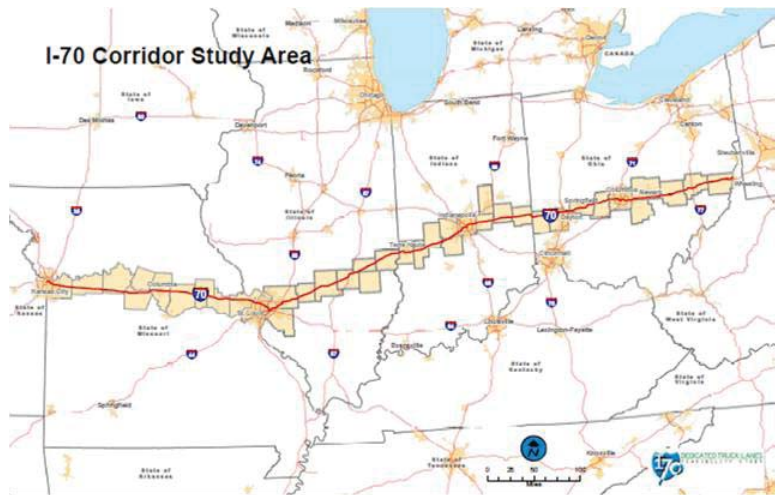 I-70 Corridor Study Area
State of Wisconsin
Madison
Milwaukee
Rockford
Chicago
State of Michigan
Lansing
Detroit
CANADA
State of Iowa
Des Moines
Davenport
South Bend
Fort Wayne
Cleveland
Canton
Steubenville
Wheeling
Peoria
State of Illinois
State of Indiana
State of Ohio
Indianapolis
Terre Haute
Springfield
Dayton
Columbus
Newark
Cincinnati
Kansas City
State of Kansas
Columbia
State of Missouri
St. Louis
70
70
Evansville
Louisville
Lexington-Fayette
State of Kentucky
State of West Virginia
State of Virginia
Springfield
State of Arkansas
State of Tennessee
Knoxville
N
0 25 50 100
Miles
I70
DEDICATED TRUCK LANES
FEASIBILITY STUDY